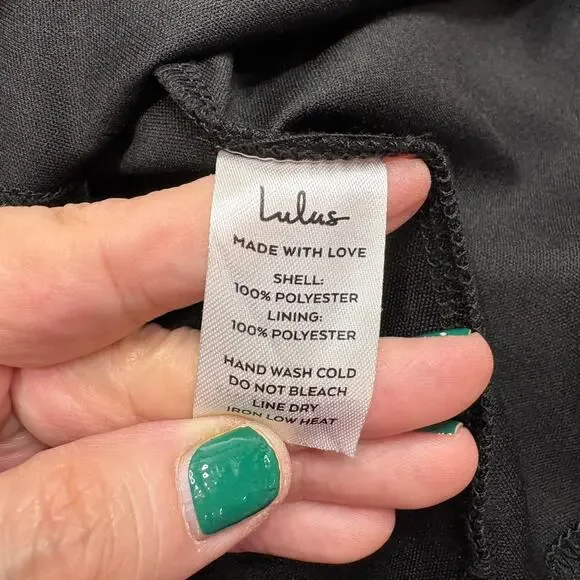 Lulus
MADE WITH LOVE
SHELL:
100% POLYESTER
LINING:
100% POLYESTER
HAND WASH COLD
DO NOT BLEACH
LINE DRY
IRON LOW HEAT